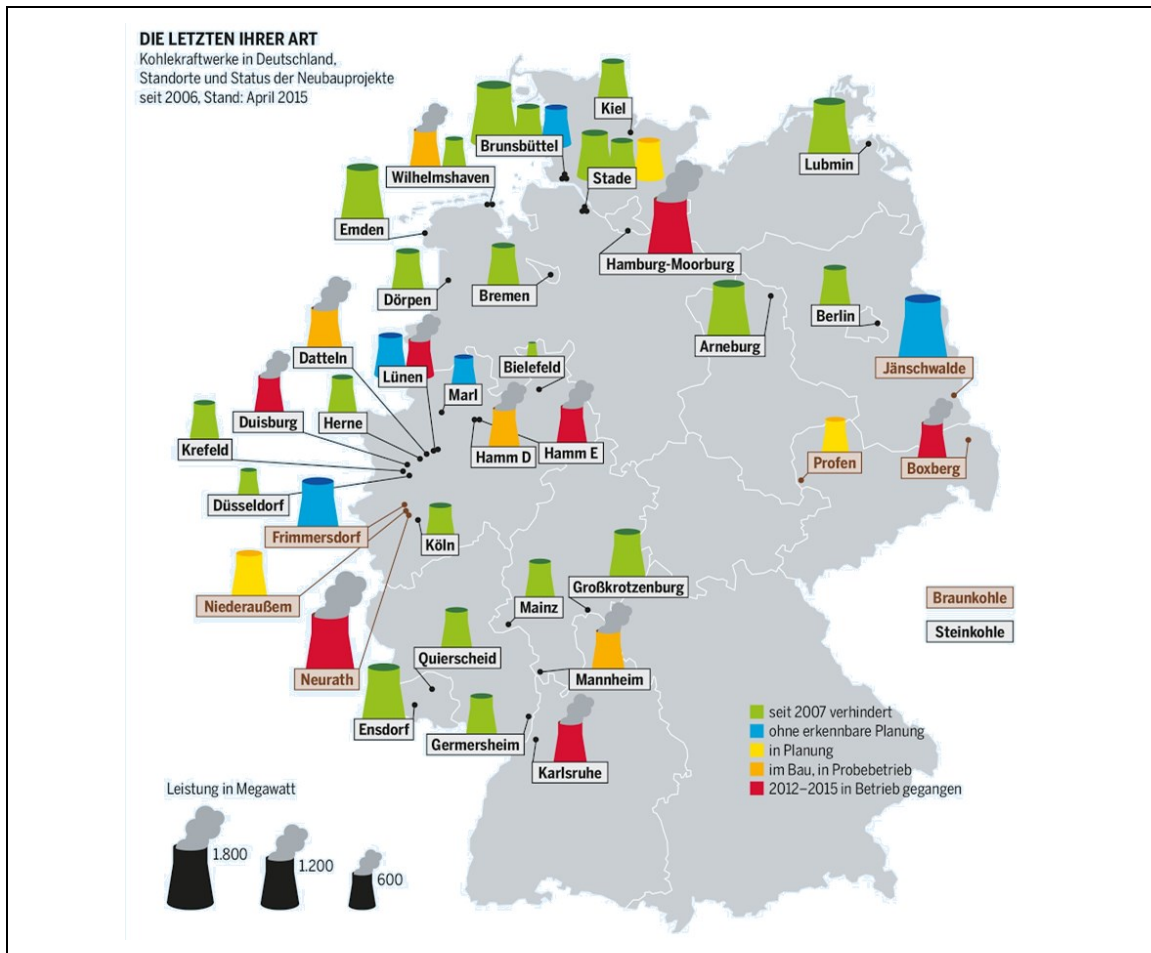 DIE LETZTEN IHRER ART
Kohlekraftwerke in Deutschland,
Standorte und Status der Neubauprojekte
seit 2006, Stand: April 2015
Kiel
Brunsbüttel
Wilhelmshaven
Stade
Lubmin
Emden
Hamburg-Moorburg
Dörpen
Bremen
Berlin
Arneburg
Datteln
Lünen
Bielefeld
Jänschwalde
Marl
Duisburg
Herne
Krefeld
Hamm D
Hamm E
Profen
Boxberg
Düsseldorf
Frimmersdorf
Köln
Großkrotzenburg
Niederaußem
Mainz
Braunkohle
Steinkohle
Quierscheid
Neurath
Mannheim
Ensdorf
Germersheim
Karlsruhe
seit 2007 verhindert
ohne erkennbare Planung
in Planung
im Bau, in Probebetrieb
2012–2015 in Betrieb gegangen
Leistung in Megawatt
1.800
1.200
600